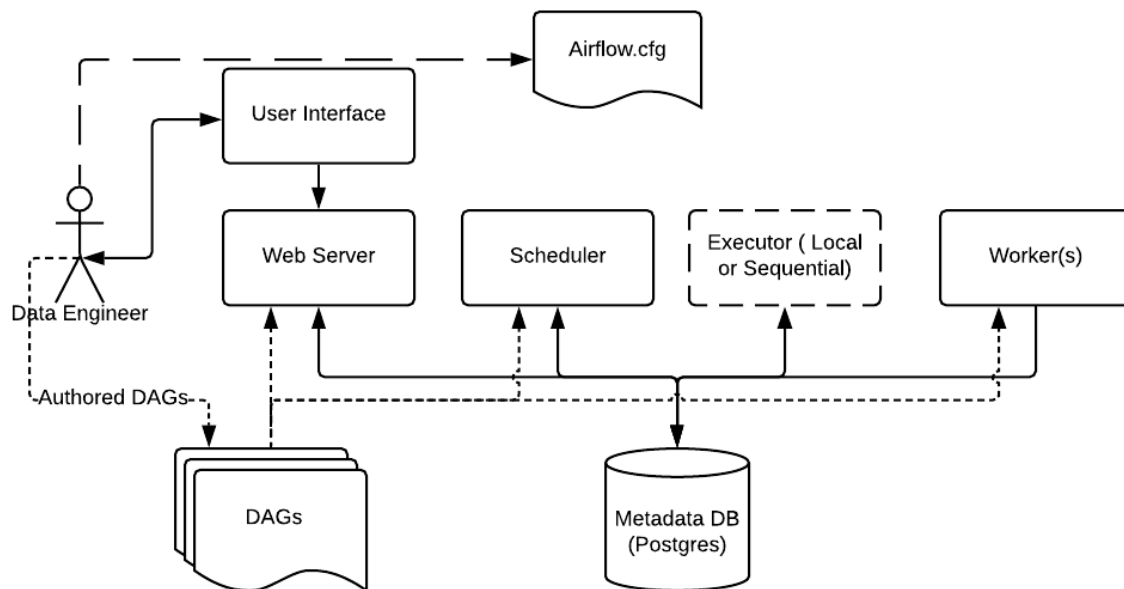 Airflow.cfg
User Interface
Web Server
Scheduler
Executor ( Local
or Sequential)
Worker(s)
Data Engineer
Authored DAGs
DAGs
Metadata DB
(Postgres)